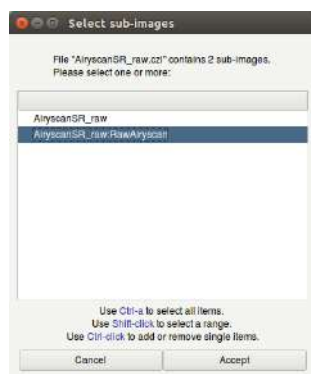 Select sub-images
File "AiryscanSR_raw.czi" contains 2 sub-images.
Please select one or more:
AiryscanSR_raw
AiryscanSR_raw:RawAiryscan
Use Ctrl-a to select all items.
Use Shift-click to select a range.
Use Ctrl-click to add or remove single items.
Cancel Accept